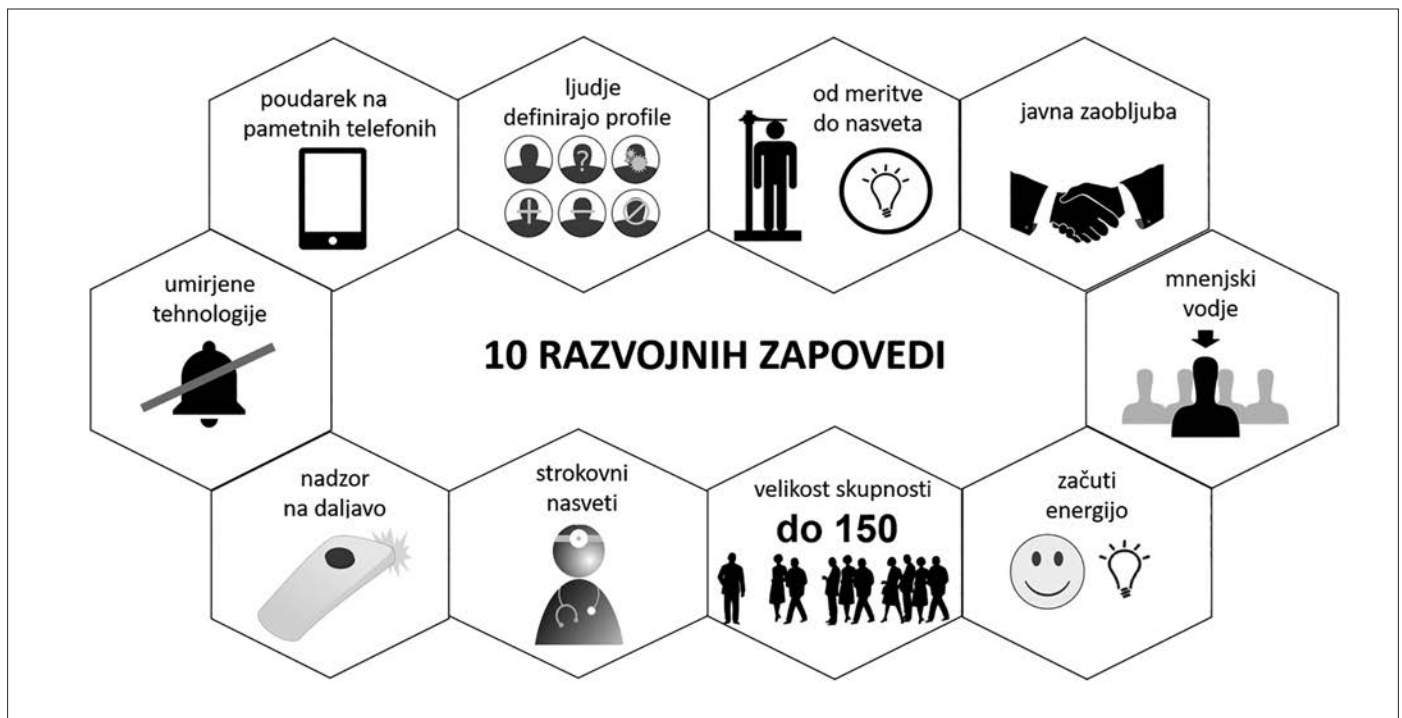 poudarek na
pametnih telefonih
ljudje
definirajo profile
?
od meritve
do nasveta
javna zaobljuba
umirjene
tehnologije
10 RAZVOJNIH ZAPOVEDI
mnenjski
vodje
nadzor
na daljavo
strokovni
nasveti
velikost skupnosti
do 150
začuti
energijo